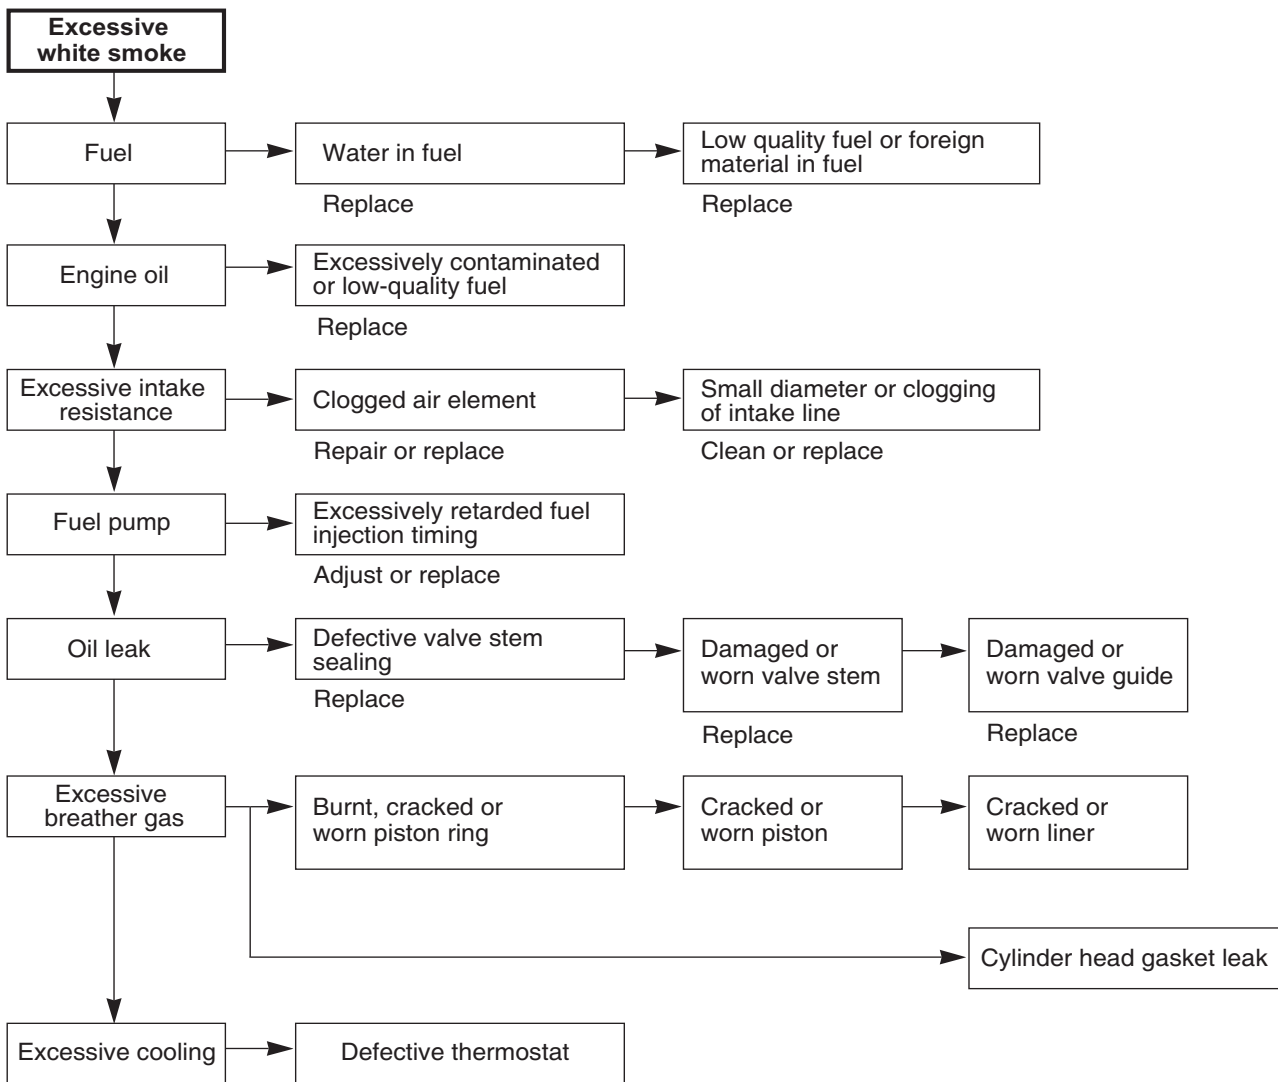 Excessive
white smoke
Fuel
Water in fuel
Low quality fuel or foreign
material in fuel
Replace
Replace
Engine oil
Excessively contaminated
or low-quality fuel
Replace
Excessive intake
resistance
Clogged air element
Small diameter or clogging
of intake line
Repair or replace
Clean or replace
Fuel pump
Excessively retarded fuel
injection timing
Adjust or replace
Oil leak
Defective valve stem
sealing
Damaged or
worn valve stem
Damaged or
worn valve guide
Replace
Replace
Replace
Excessive
breather gas
Burnt, cracked or
worn piston ring
Cracked or
worn piston
Cracked or
worn liner
Cylinder head gasket leak
Excessive cooling
Defective thermostat